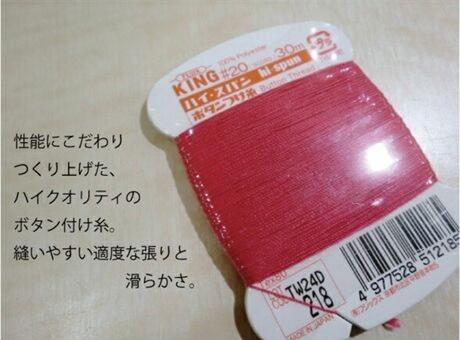 性能にこだわり
つくり上げた、
ハイクオリティの
ボタン付け糸。
縫いやすい適度な張りと
滑らかさ。
100% Polyester
KING #20 30m
ハイ・スパン hi-spun
ボタンつけ糸 Button Thread
TW24D
218
MADE IN JAPAN
4 977528 512185